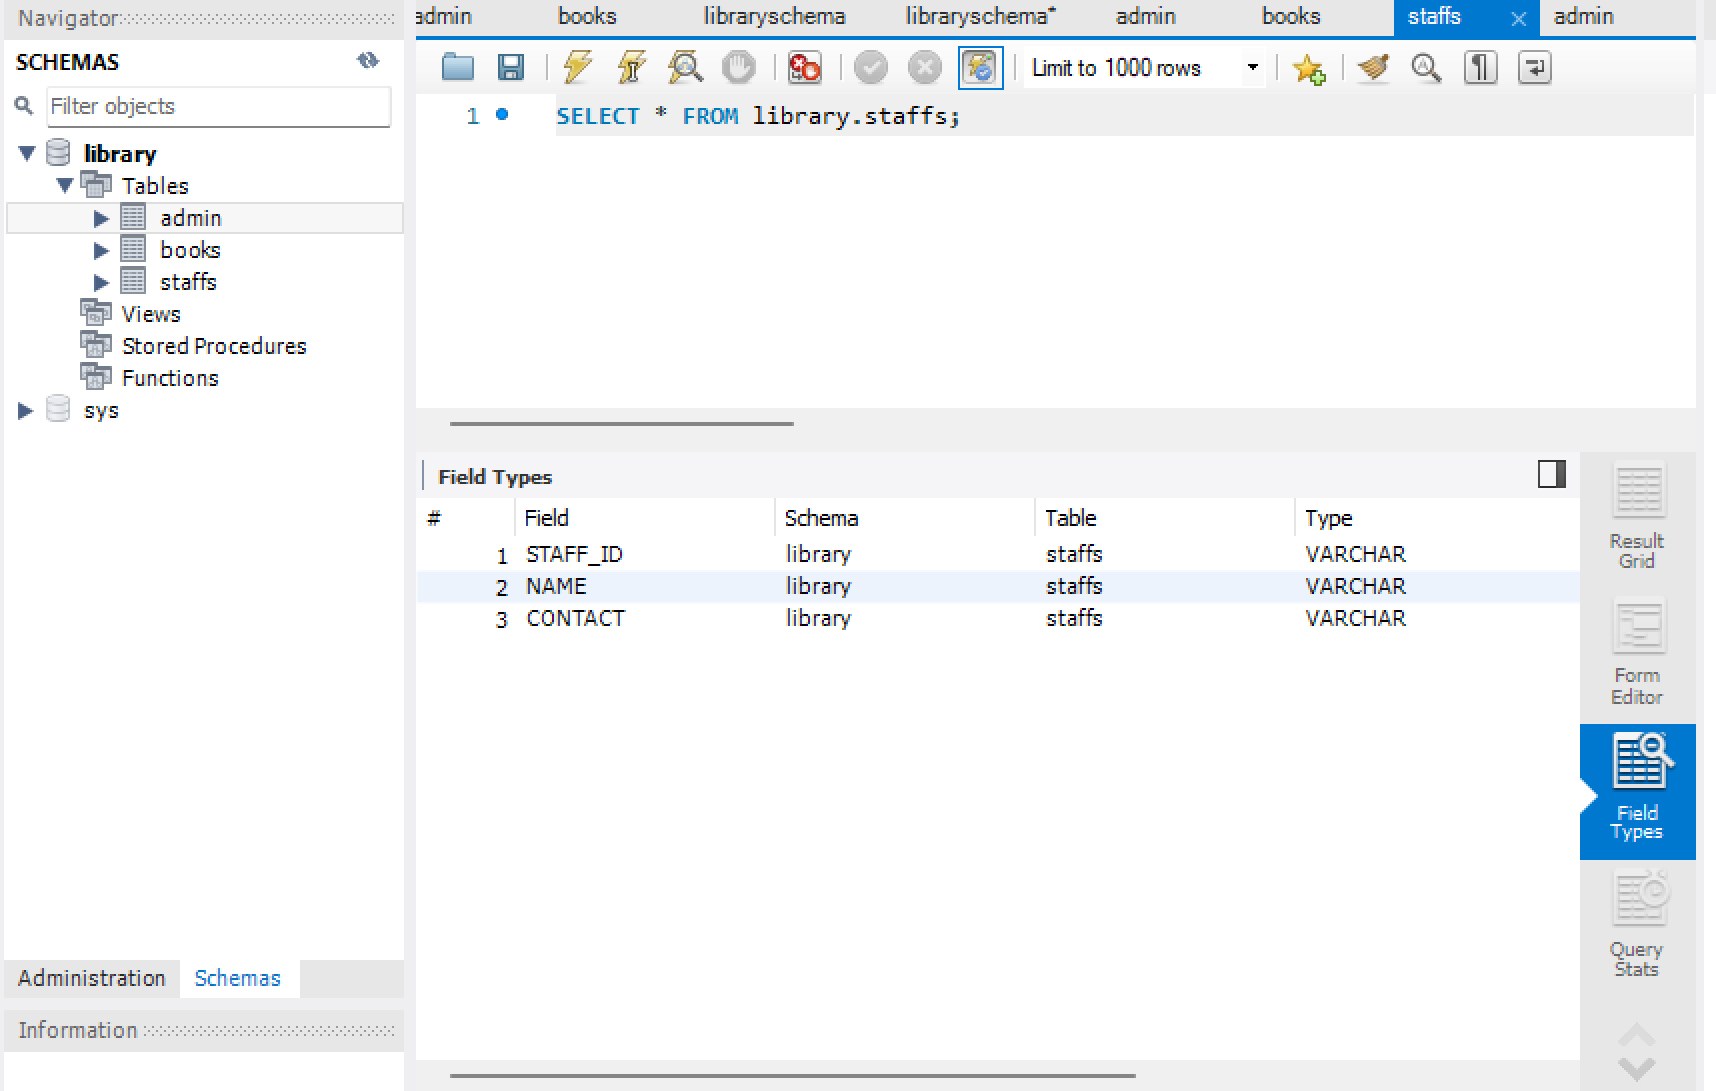 Navigator
SCHEMAS
Filter objects
library
Tables
admin
books
staffs
Views
Stored Procedures
Functions
sys
Administration Schemas
Information
admin books libraryschema libraryschema* admin books staffs admin
Limit to 1000 rows
1 SELECT * FROM library.staffs;
Field Types
# Field Schema Table Type
1 STAFF_ID library staffs VARCHAR
2 NAME library staffs VARCHAR
3 CONTACT library staffs VARCHAR
Result
Grid
Form
Editor
Field
Types
Query
Stats